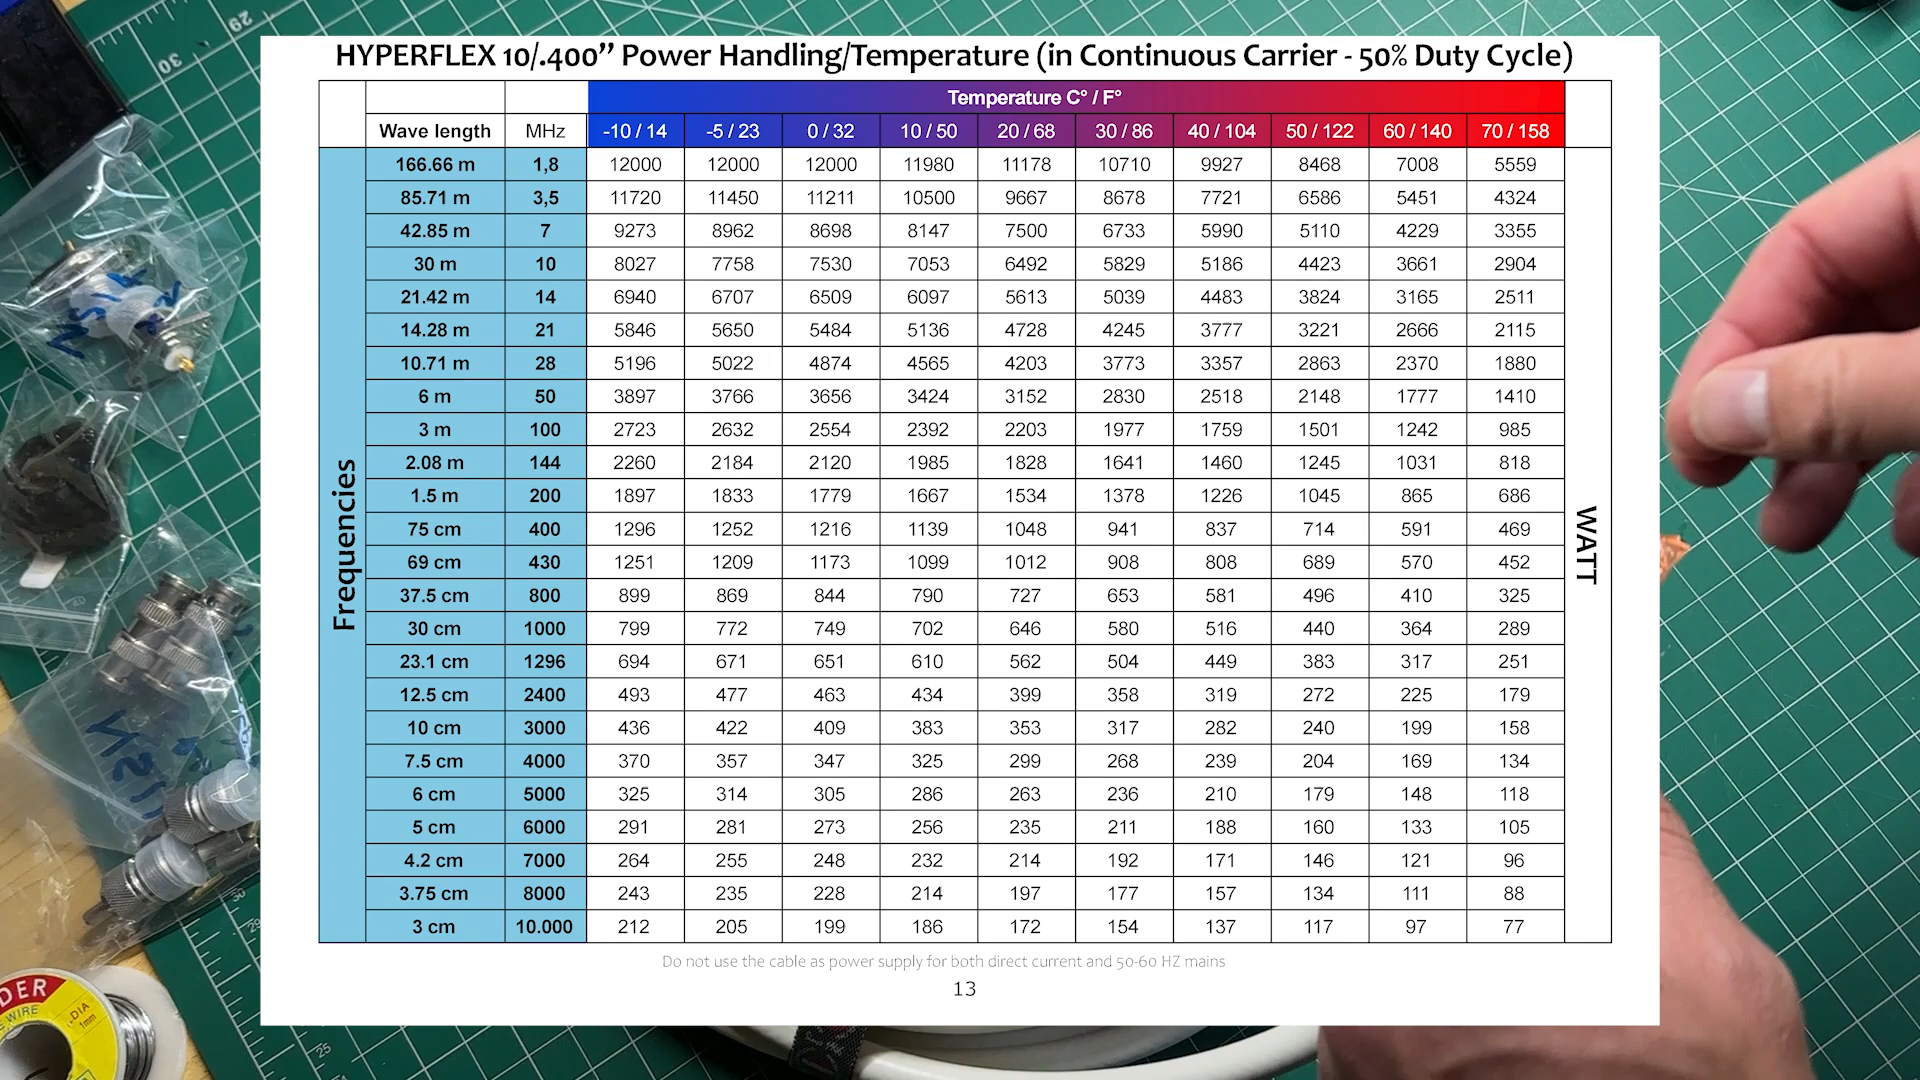 HYPERFLEX 10/.400” Power Handling/Temperature (in Continuous Carrier - 50% Duty Cycle)
Temperature C° / F°
Wave length MHz -10 / 14 -5 / 23 0 / 32 10 / 50 20 / 68 30 / 86 40 / 104 50 / 122 60 / 140 70 / 158
166.66 m 1,8 12000 12000 12000 11980 11178 10710 9927 8468 7008 5559
85.71 m 3,5 11720 11450 11211 10500 9667 8678 7721 6586 5451 4324
42.85 m 7 9273 8962 8698 8147 7500 6733 5990 5110 4229 3355
30 m 10 8027 7758 7530 7053 6492 5829 5186 4423 3661 2904
21.42 m 14 6940 6707 6509 6097 5613 5039 4483 3824 3165 2511
14.28 m 21 5846 5650 5484 5136 4728 4245 3777 3221 2666 2115
10.71 m 28 5196 5022 4874 4565 4203 3773 3357 2863 2370 1880
6 m 50 3897 3766 3656 3424 3152 2830 2518 2148 1777 1410
3 m 100 2723 2632 2554 2392 2203 1977 1759 1501 1242 985
2.08 m 144 2260 2184 2120 1985 1828 1641 1460 1245 1031 818
1.5 m 200 1897 1833 1779 1667 1534 1378 1226 1045 865 686
75 cm 400 1296 1252 1216 1139 1048 941 837 714 591 469
69 cm 430 1251 1209 1173 1099 1012 908 808 689 570 452
37.5 cm 800 899 869 844 790 727 653 581 496 410 325
30 cm 1000 799 772 749 702 646 580 516 440 364 289
23.1 cm 1296 694 671 651 610 562 504 449 383 317 251
12.5 cm 2400 493 477 463 434 399 358 319 272 225 179
10 cm 3000 436 422 409 383 353 317 282 240 199 158
7.5 cm 4000 370 357 347 325 299 268 239 204 169 134
6 cm 5000 325 314 305 286 263 236 210 179 148 118
5 cm 6000 291 281 273 256 235 211 188 160 133 105
4.2 cm 7000 264 255 248 232 214 192 171 146 121 96
3.75 cm 8000 243 235 228 214 197 177 157 134 111 88
3 cm 10.000 212 205 199 186 172 154 137 117 97 77
Frequencies
WATT
Do not use the cable as power supply for both direct current and 50-60 HZ mains
13
29
30
30
29
25
DER
WIRE
DIA
1mm